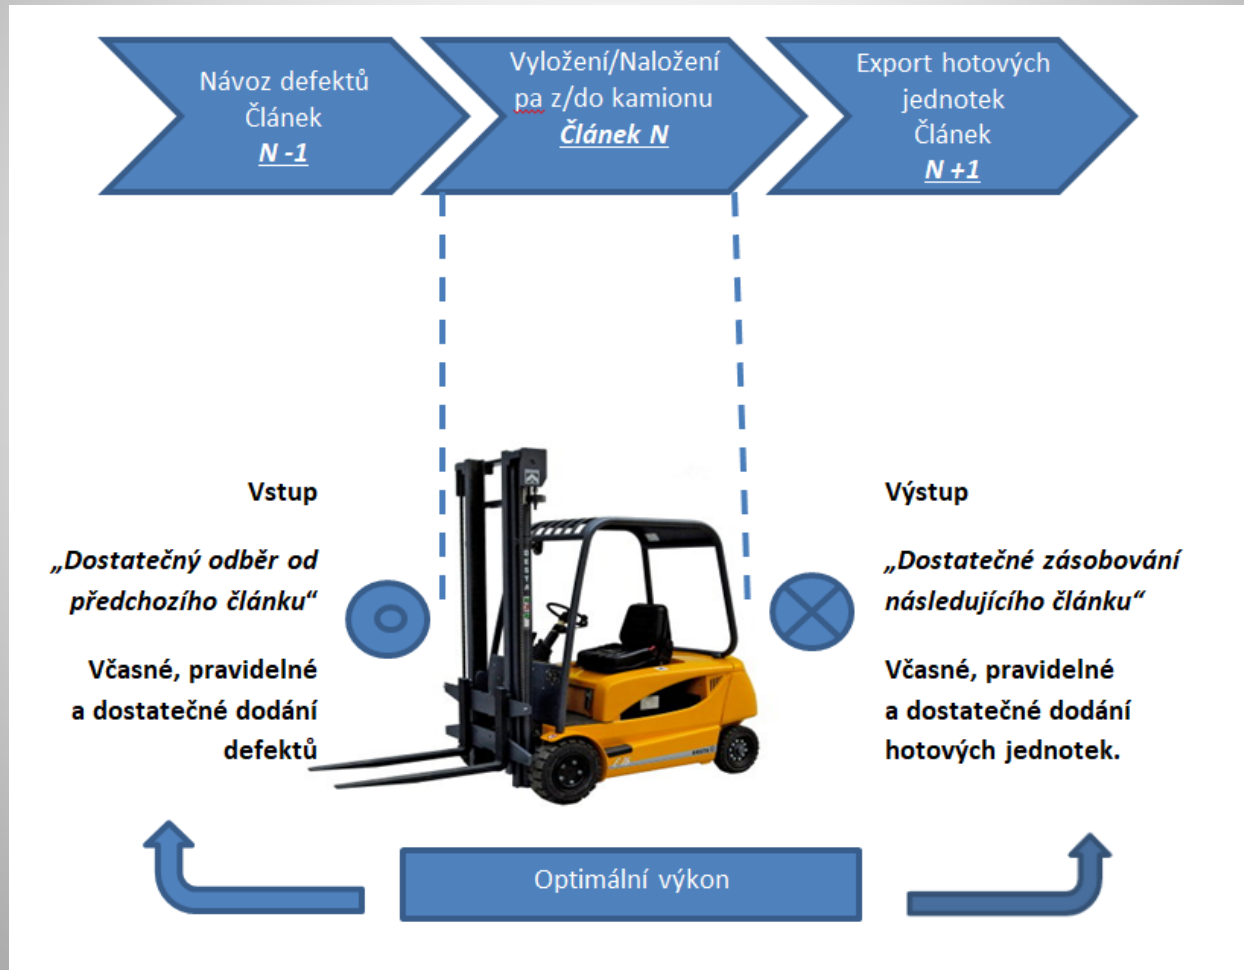 Návoz defektů
Článek
N -1
Vyložení/Naložení
pa z/do kamionu
Článek N
Export hotových
jednotek
Článek
N +1
Vstup
„Dostatečný odběr od
předchozího článku“
Včasné, pravidelné
a dostatečné dodání
defektů
DESTA
Výstup
„Dostatečné zásobování
následujícího článku“
Včasné, pravidelné
a dostatečné dodání
hotových jednotek.
Optimální výkon